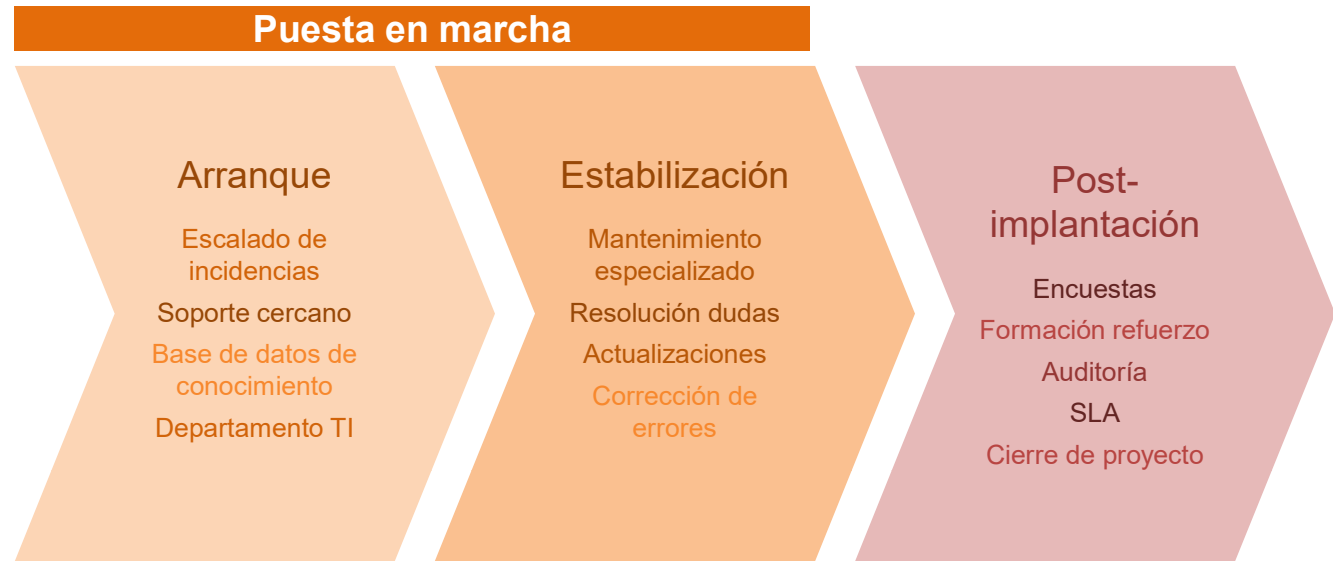 Puesta en marcha
Arranque
Escalado de
incidencias
Soporte cercano
Base de datos de
conocimiento
Departamento TI
Estabilización
Mantenimiento
especializado
Resolución dudas
Actualizaciones
Corrección de
errores
Post-
implantación
Encuestas
Formación refuerzo
Auditoría
SLA
Cierre de proyecto